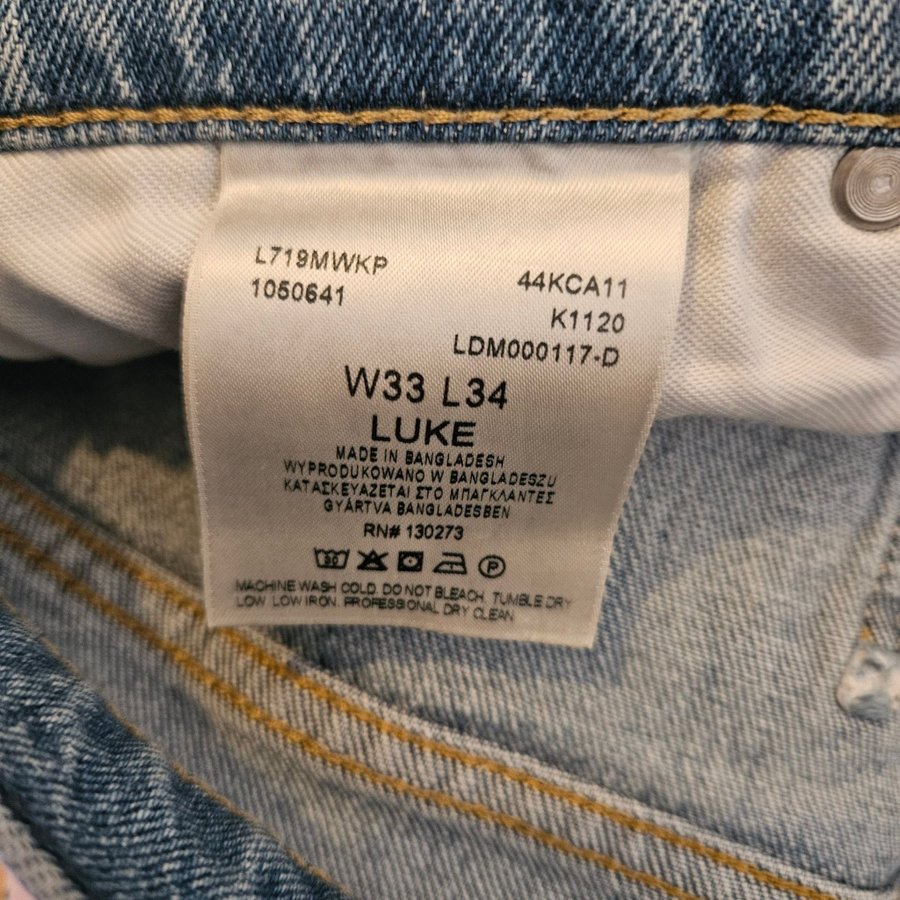 L719MWKP
1050641
44KCA11
K1120
LDM000117-D
W33 L34
LUKE
MADE IN BANGLADESH
WYPRODUKOWANO W BANGLADESZU
ΚΑΤΑΣΚΕΥΑΖΕΤΑΙ ΣΤΟ ΜΠΑΓΚΛΑΝΤΕΣ
GYÁRTVA BANGLADESBEN
RN# 130273
30 P
MACHINE WASH COLD. DO NOT BLEACH. TUMBLE DRY
LOW. LOW IRON. PROFESSIONAL DRY CLEAN